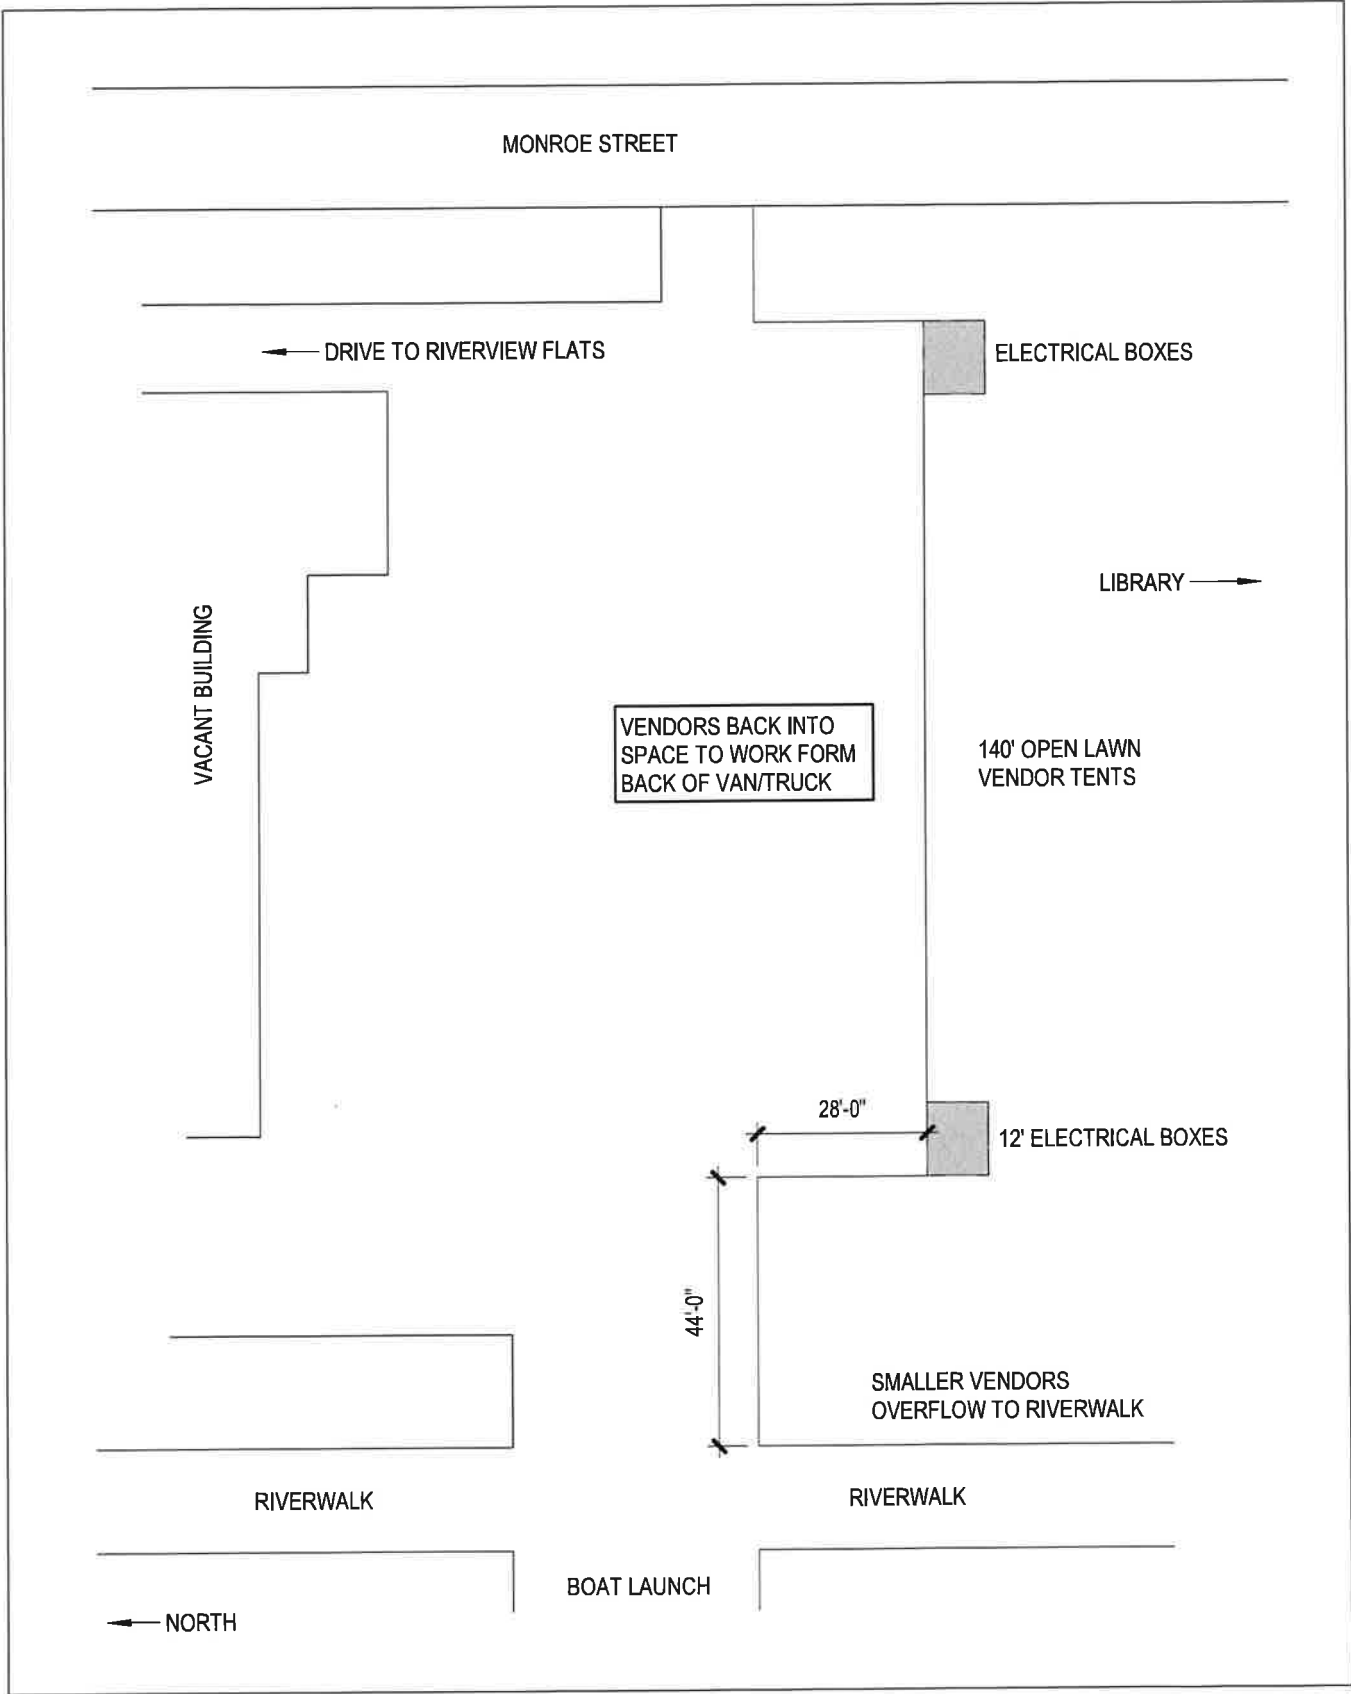 MONROE STREET
DRIVE TO RIVERVIEW FLATS
ELECTRICAL BOXES
LIBRARY
VACANT BUILDING
VENDORS BACK INTO
SPACE TO WORK FORM
BACK OF VAN/TRUCK
140' OPEN LAWN
VENDOR TENTS
28'-0"
12' ELECTRICAL BOXES
44'-0"
SMALLER VENDORS
OVERFLOW TO RIVERWALK
RIVERWALK
RIVERWALK
BOAT LAUNCH
NORTH